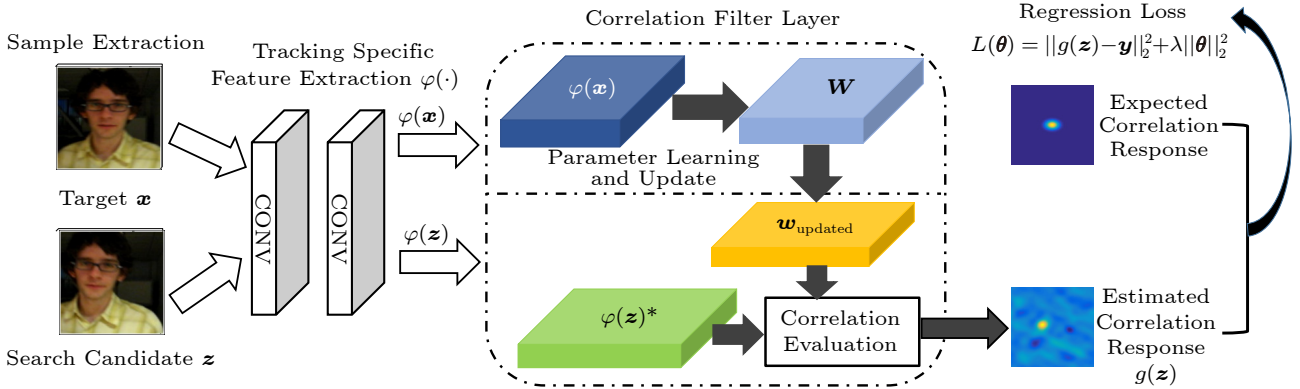 Sample Extraction
Target x
Search Candidate z
Tracking Specific
Feature Extraction φ(·)
CONV
CONV
φ(x)
φ(z)
Correlation Filter Layer
φ(x)
W
Parameter Learning
and Update
w_updated
φ(z)*
Correlation
Evaluation
Regression Loss
L(θ) = ||g(z)−y||₂²+λ||θ||₂²
Expected
Correlation
Response
Estimated
Correlation
Response
g(z)